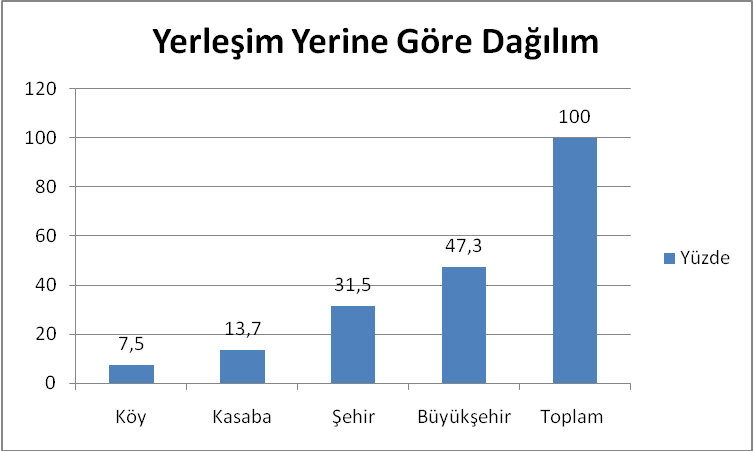 Yerleşim Yerine Göre Dağılım
120
100
80
60
40
20
0
7,5
13,7
31,5
47,3
100
Köy
Kasaba
Şehir
Büyükşehir
Toplam
Yüzde